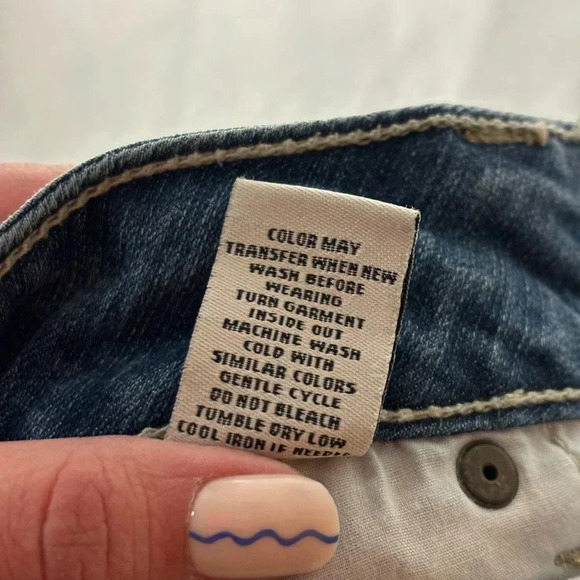 COLOR MAY
TRANSFER WHEN NEW
WASH BEFORE
WEARING
TURN GARMENT
INSIDE OUT
MACHINE WASH
COLD WITH
SIMILAR COLORS
GENTLE CYCLE
DO NOT BLEACH
TUMBLE DRY LOW
COOL IRON IF